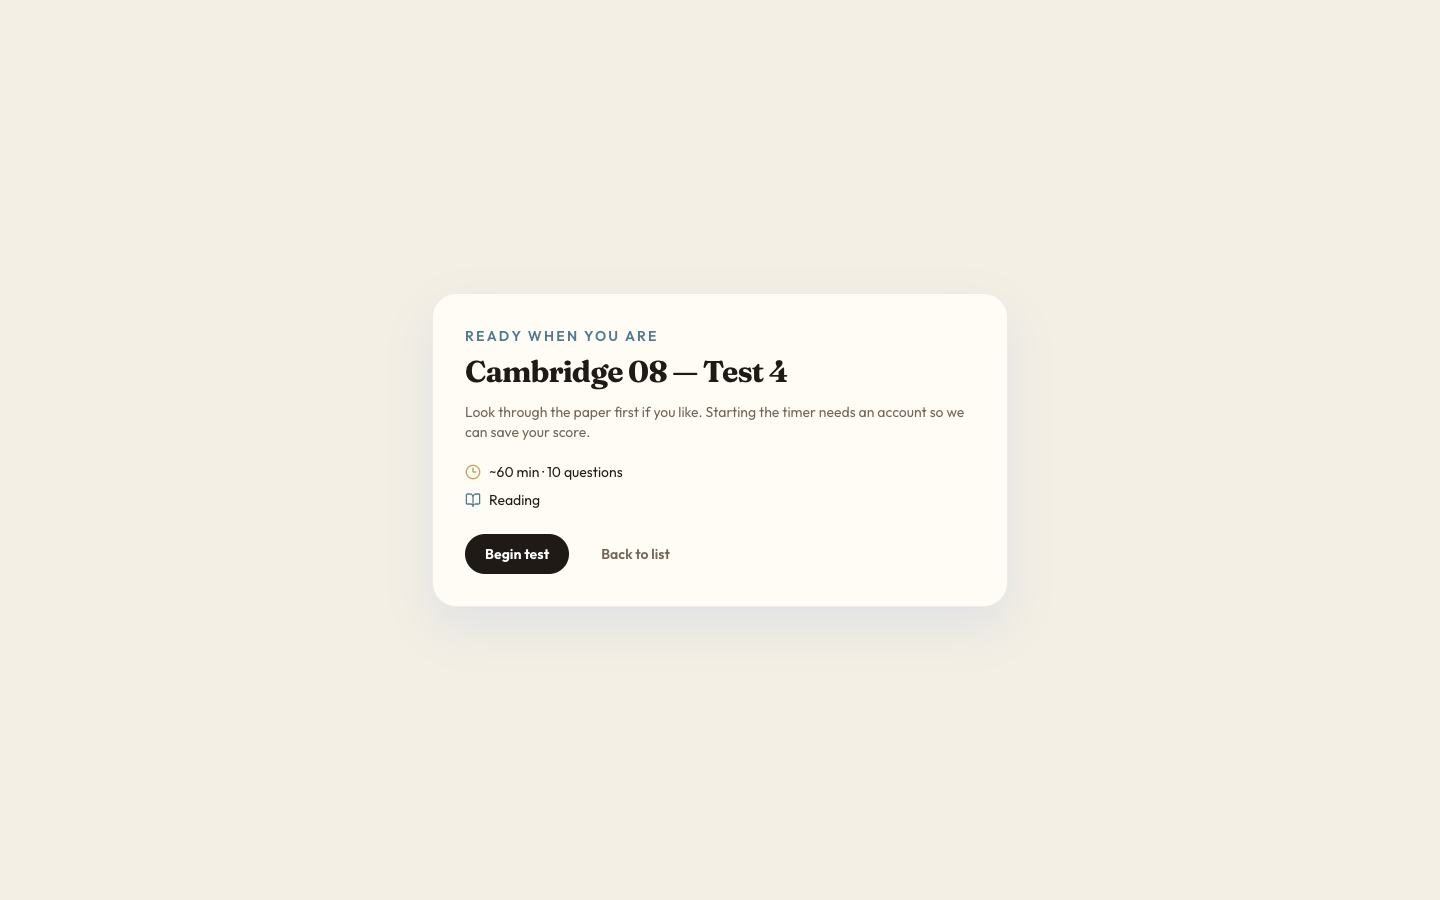 READY WHEN YOU ARE
Cambridge 08 — Test 4
Look through the paper first if you like. Starting the timer needs an account so we
can save your score.
~60 min · 10 questions
Reading
Begin test
Back to list